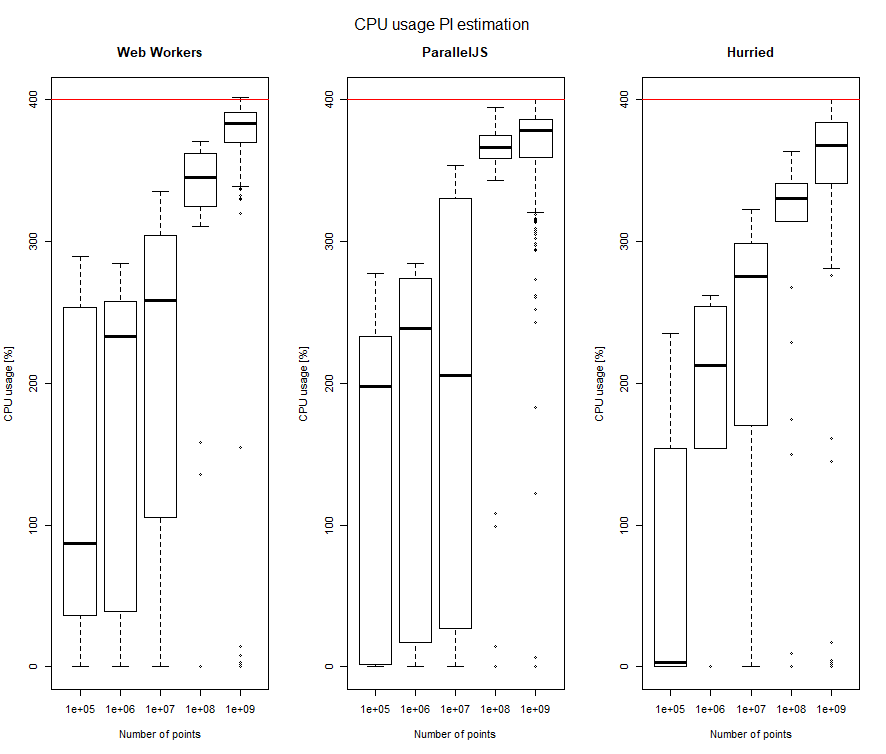 CPU usage PI estimation
Web Workers
CPU usage [%]
400
300
200
100
0
1e+05 1e+06 1e+07 1e+08 1e+09
Number of points
ParallelJS
CPU usage [%]
400
300
200
100
0
1e+05 1e+06 1e+07 1e+08 1e+09
Number of points
Hurried
CPU usage [%]
400
300
200
100
0
1e+05 1e+06 1e+07 1e+08 1e+09
Number of points